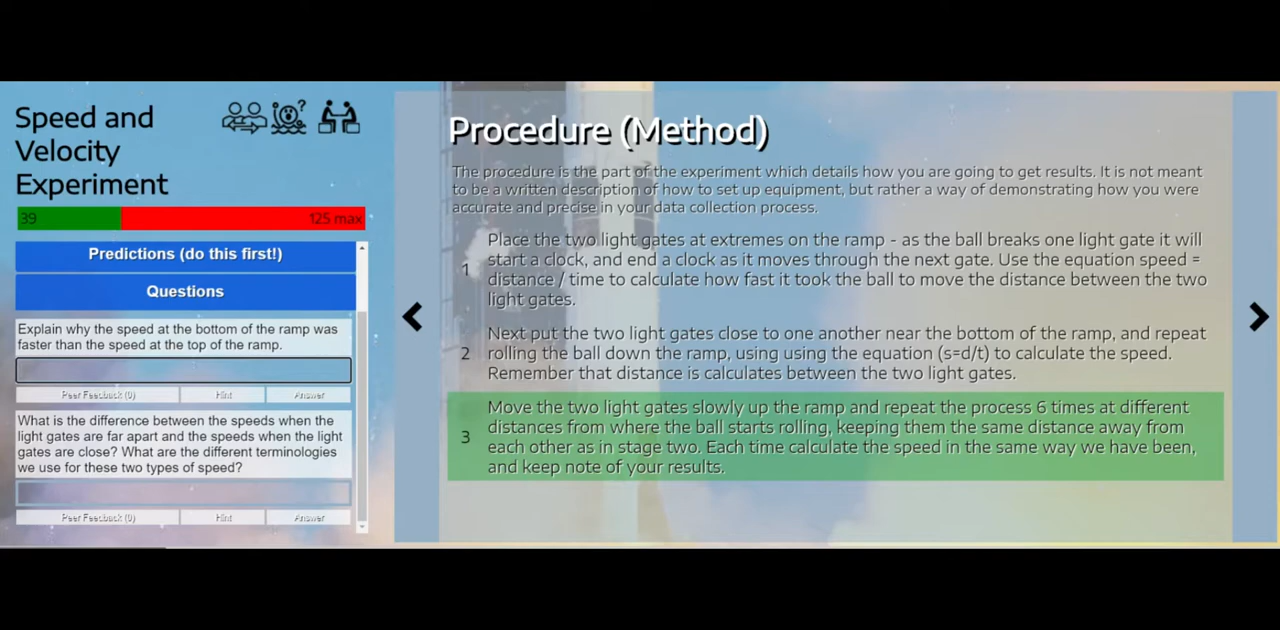 Speed and
Velocity
Experiment
39
125 max
Predictions (do this first!)
Questions
Explain why the speed at the bottom of the ramp was
faster than the speed at the top of the ramp.
Peer Feedback (0)
Hint
Answer
What is the difference between the speeds when the
light gates are far apart and the speeds when the light
gates are close? What are the different terminologies
we use for these two types of speed?
Peer Feedback (0)
Hint
Answer
Procedure (Method)
The procedure is the part of the experiment which details how you are going to get results. It is not meant
to be a written description of how to set up equipment, but rather a way of demonstrating how you were
accurate and precise in your data collection process.
1
Place the two light gates at extremes on the ramp - as the ball breaks one light gate it will
start a clock, and end a clock as it moves through the next gate. Use the equation speed =
distance / time to calculate how fast it took the ball to move the distance between the two
light gates.
2
Next put the two light gates close to one another near the bottom of the ramp, and repeat
rolling the ball down the ramp, using using the equation (s=d/t) to calculate the speed.
Remember that distance is calculates between the two light gates.
3
Move the two light gates slowly up the ramp and repeat the process 6 times at different
distances from where the ball starts rolling, keeping them the same distance away from
each other as in stage two. Each time calculate the speed in the same way we have been,
and keep note of your results.